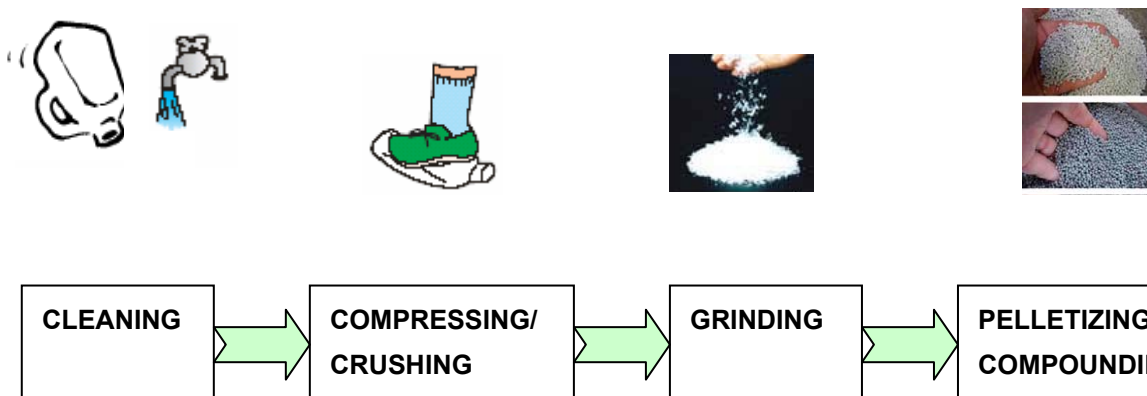 CLEANING
COMPRESSING/
CRUSHING
GRINDING
PELLETIZING